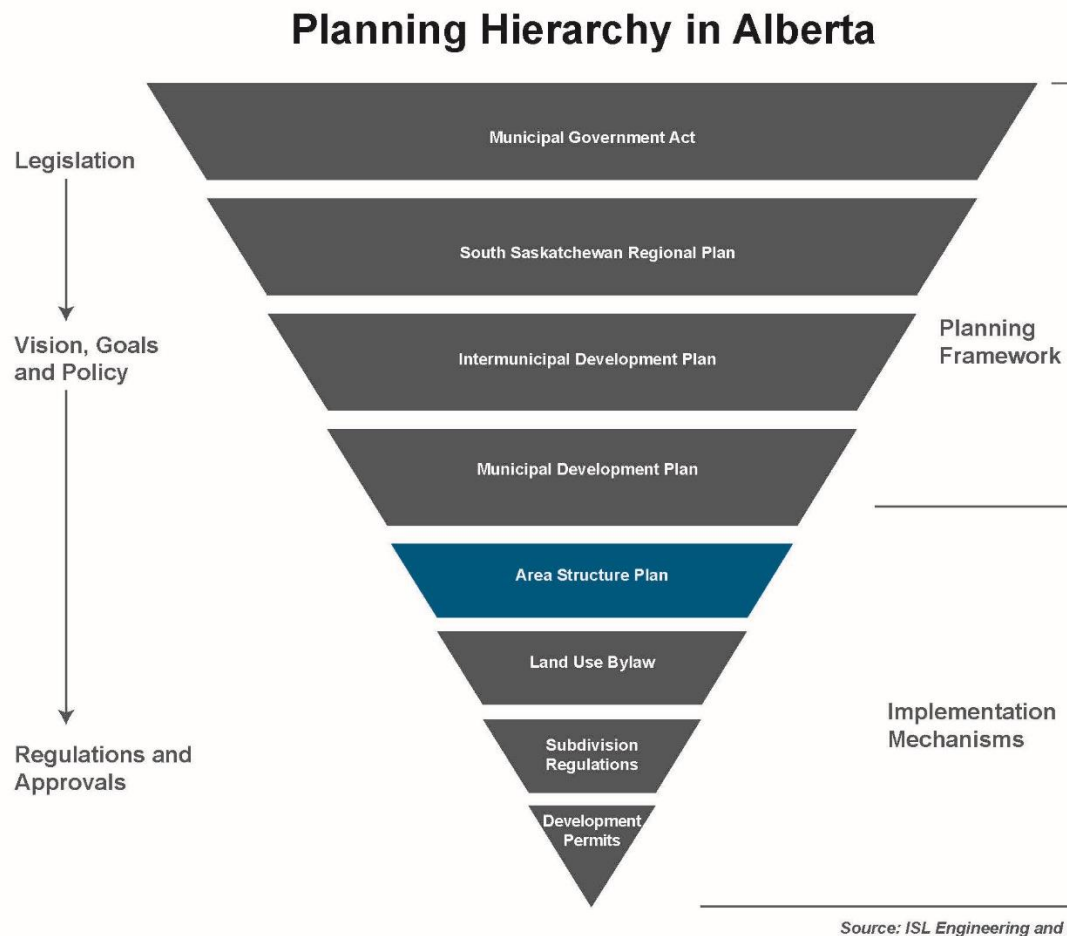 Planning Hierarchy in Alberta
Legislation
Vision, Goals
and Policy
Regulations and
Approvals
Municipal Government Act
South Saskatchewan Regional Plan
Intermunicipal Development Plan
Municipal Development Plan
Area Structure Plan
Land Use Bylaw
Subdivision
Regulations
Development
Permits
Planning
Framework
Implementation
Mechanisms
Source: ISL Engineering and